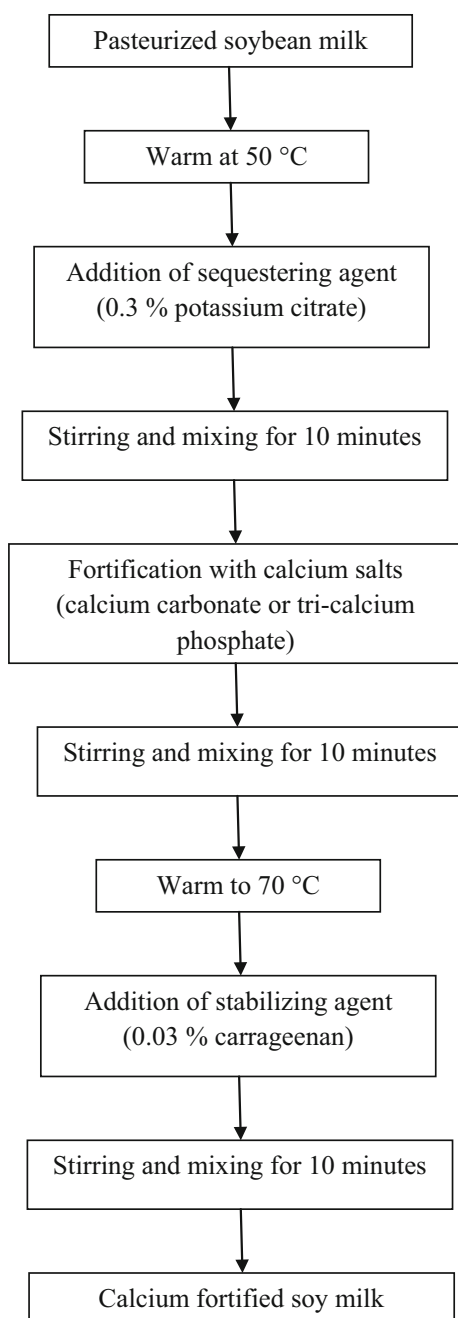 Pasteurized soybean milk
Warm at 50 °C
Addition of sequestering agent
(0.3 % potassium citrate)
Stirring and mixing for 10 minutes
Fortification with calcium salts
(calcium carbonate or tri-calcium
phosphate)
Stirring and mixing for 10 minutes
Warm to 70 °C
Addition of stabilizing agent
(0.03 % carrageenan)
Stirring and mixing for 10 minutes
Calcium fortified soy milk